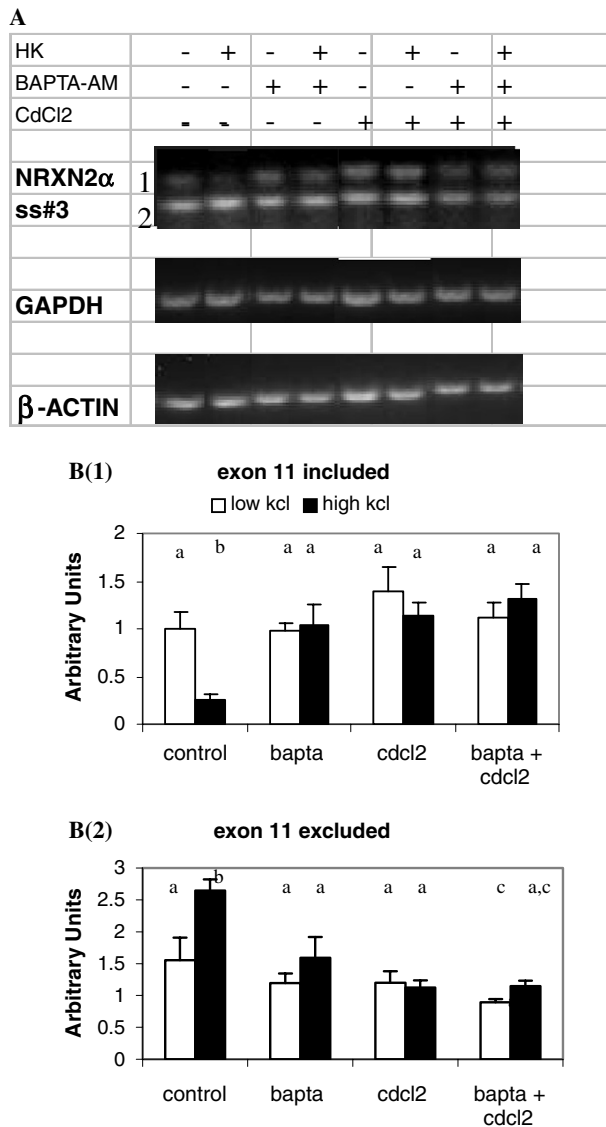 A
HK - + - + - + - +
BAPTA-AM - - + + - - + +
CdCl2 - - - - + + + +
NRXN2α 1
ss#3 2
GAPDH
β-ACTIN
B(1) exon 11 included
low kcl high kcl
2
a b a a a a a a
1.5
1
0.5
0
Arbitrary Units
control bapta cdcl2 bapta +
cdcl2
B(2) exon 11 excluded
3
a b a a a a c a,c
2.5
2
1.5
1
0.5
0
Arbitrary Units
control bapta cdcl2 bapta +
cdcl2